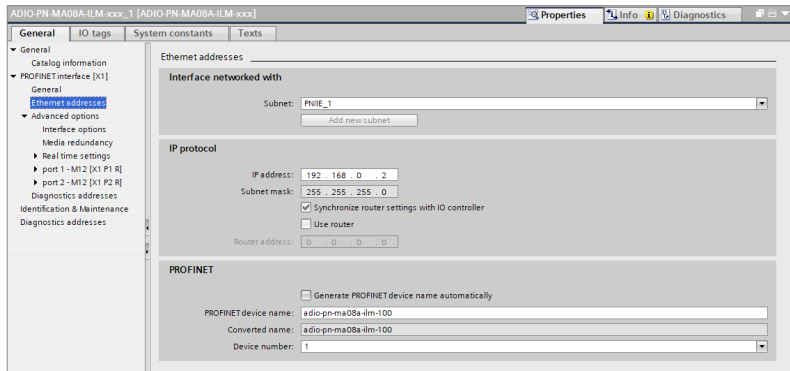 ADIO-PN-MA08A-ILM-xxx_1 [ADIO-PN-MA08A-ILM-xxx]
Properties
Info
Diagnostics
General
IO tags
System constants
Texts
General
Catalog information
PROFINET interface [X1]
General
Ethernet addresses
Advanced options
Interface options
Media redundancy
Real time settings
port 1 - M12 [X1 P1 R]
port 2 - M12 [X1 P2 R]
Diagnostics addresses
Identification & Maintenance
Diagnostics addresses
Ethernet addresses
Interface networked with
Subnet: PN/IE_1
Add new subnet
IP protocol
IP address: 192 . 168 . 0 . 2
Subnet mask: 255 . 255 . 255 . 0
Synchronize router settings with IO controller
Use router
Router address: 0 . 0 . 0 . 0
PROFINET
Generate PROFINET device name automatically
PROFINET device name: adio-pn-ma08a-ilm-100
Converted name: adio-pn-ma08a-ilm-100
Device number: 1